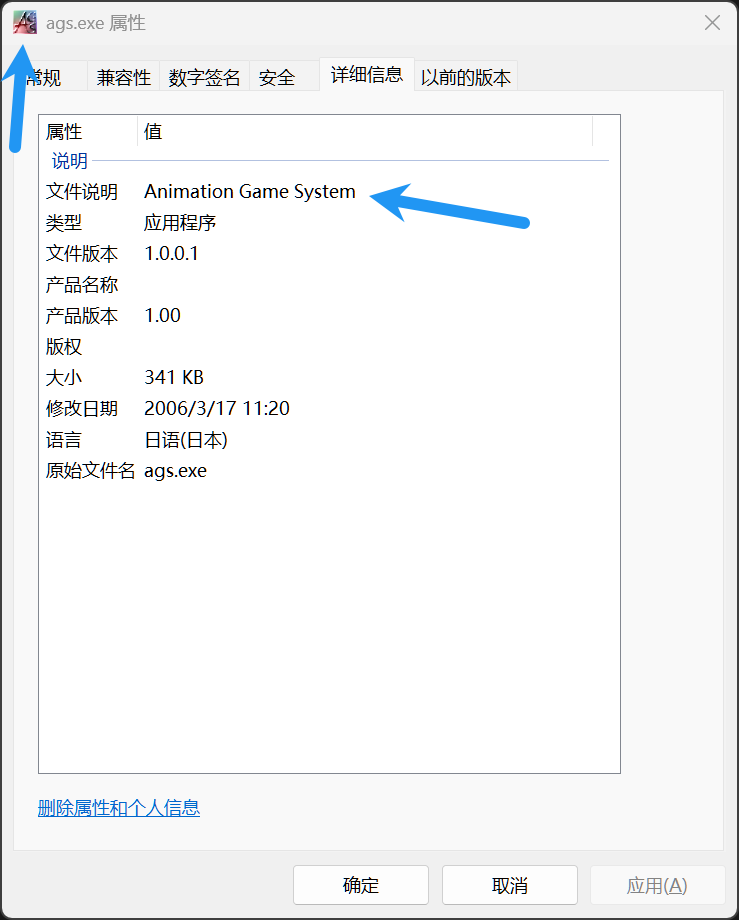 ags.exe 属性
常规 兼容性 数字签名 安全 详细信息 以前的版本
属性 值
说明
文件说明 Animation Game System
类型 应用程序
文件版本 1.0.0.1
产品名称
产品版本 1.00
版权
大小 341 KB
修改日期 2006/3/17 11:20
语言 日语(日本)
原始文件名 ags.exe
删除属性和个人信息
确定 取消 应用(A)